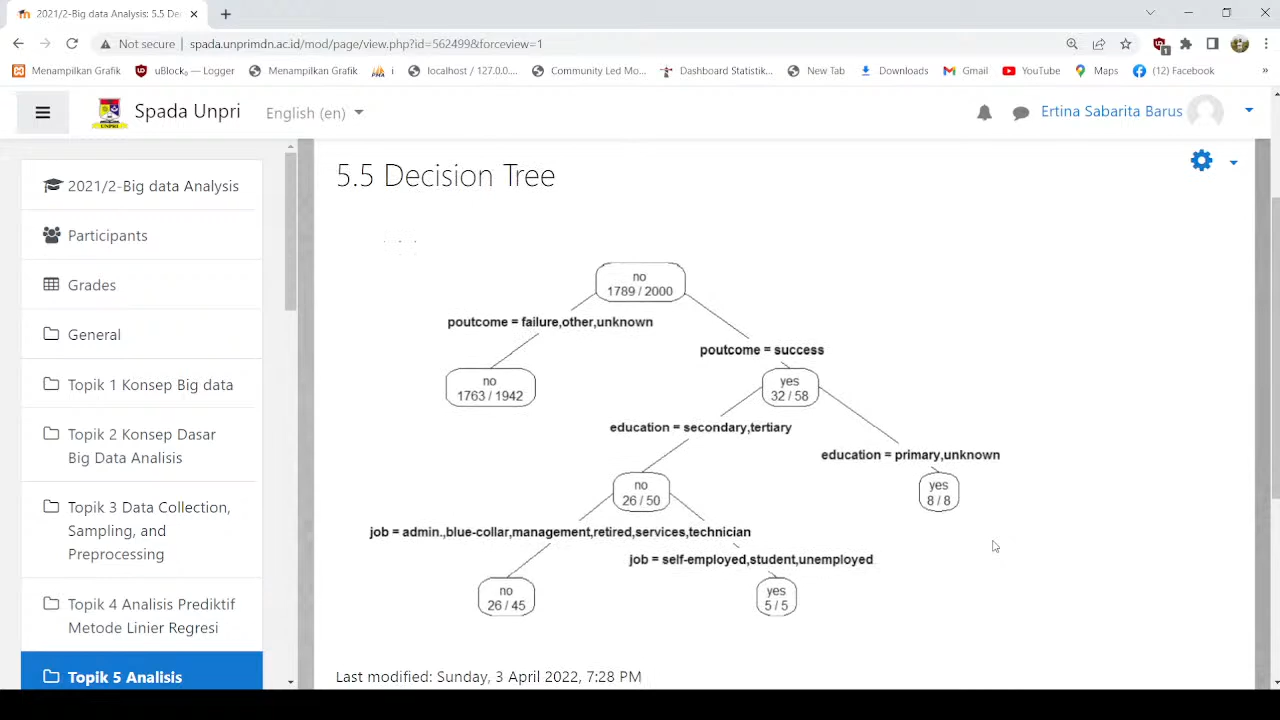 2021/2-Big data Analysis: 5.5 De
Not secure | spada.unprimdn.ac.id/mod/page/view.php?id=562499&forceview=1
Menampilkan Grafik
uBlock₀ — Logger
Menampilkan Grafik
i
localhost / 127.0.0....
Community Led Mo...
Dashboard Statistik...
New Tab
Downloads
Gmail
YouTube
Maps
(12) Facebook
»
Spada Unpri
English (en)
Ertina Sabarita Barus
2021/2-Big data Analysis
Participants
Grades
General
Topik 1 Konsep Big data
Topik 2 Konsep Dasar
Big Data Analisis
Topik 3 Data Collection,
Sampling, and
Preprocessing
Topik 4 Analisis Prediktif
Metode Linier Regresi
Topik 5 Analisis
5.5 Decision Tree
no
1789 / 2000
poutcome = failure,other,unknown
poutcome = success
no
1763 / 1942
yes
32 / 58
education = secondary,tertiary
education = primary,unknown
no
26 / 50
yes
8 / 8
job = admin.,blue-collar,management,retired,services,technician
job = self-employed,student,unemployed
no
26 / 45
yes
5 / 5
Last modified: Sunday, 3 April 2022, 7:28 PM